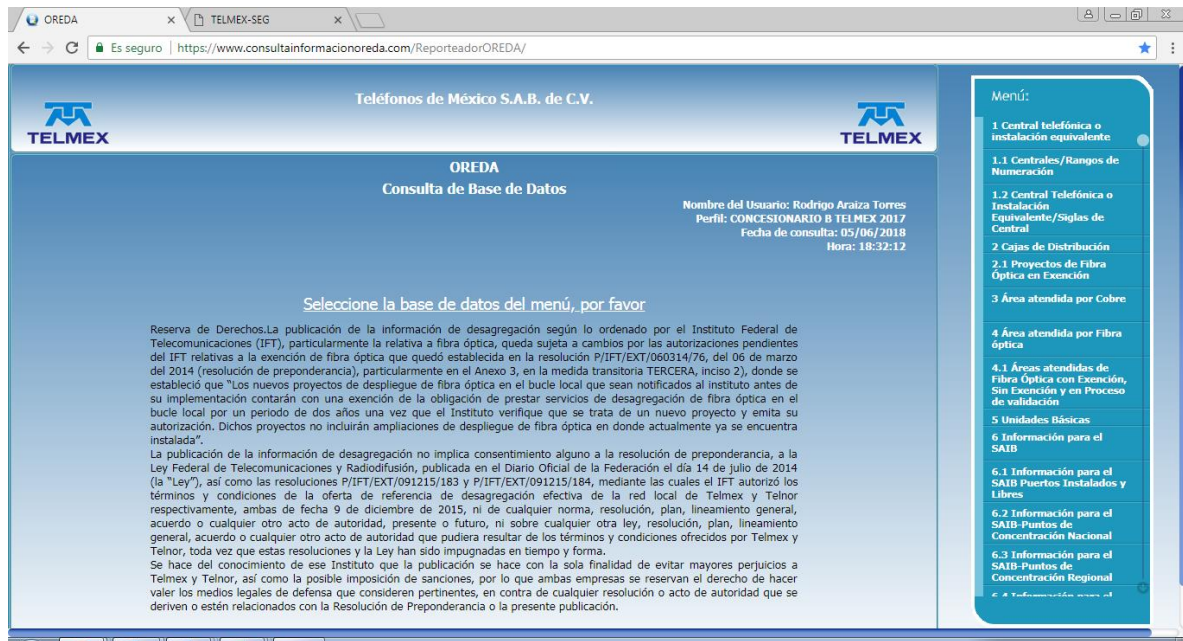 OREDA
TELMEX-SEG
Es seguro
https://www.consultainformacionoreda.com/ReporteadorOREDA/
Teléfonos de México S.A.B. de C.V.
TELMEX
TELMEX
OREDA
Consulta de Base de Datos
Nombre del Usuario: Rodrigo Araiza Torres
Perfil: CONCESIONARIO B TELMEX 2017
Fecha de consulta: 05/06/2018
Hora: 18:32:12
Seleccione la base de datos del menú, por favor
Reserva de Derechos.La publicación de la información de desagregación según lo ordenado por el Instituto Federal de
Telecomunicaciones (IFT), particularmente la relativa a fibra óptica, queda sujeta a cambios por las autorizaciones pendientes
del IFT relativas a la exención de fibra óptica que quedó establecida en la resolución P/IFT/EXT/060314/76, del 06 de marzo
del 2014 (resolución de preponderancia), particularmente en el Anexo 3, en la medida transitoria TERCERA, inciso 2), donde se
estableció que "Los nuevos proyectos de despliegue de fibra óptica en el bucle local que sean notificados al instituto antes de
su implementación contarán con una exención de la obligación de prestar servicios de desagregación de fibra óptica en el
bucle local por un periodo de dos años una vez que el Instituto verifique que se trata de un nuevo proyecto y emita su
autorización. Dichos proyectos no incluirán ampliaciones de despliegue de fibra óptica en donde actualmente ya se encuentra
instalada".
La publicación de la información de desagregación no implica consentimiento alguno a la resolución de preponderancia, a la
Ley Federal de Telecomunicaciones y Radiodifusión, publicada en el Diario Oficial de la Federación el día 14 de julio de 2014
(la "Ley"), así como las resoluciones P/IFT/EXT/091215/183 y P/IFT/EXT/091215/184, mediante las cuales el IFT autorizó los
términos y condiciones de la oferta de referencia de desagregación efectiva de la red local de Telmex y Telnor
respectivamente, ambas de fecha 9 de diciembre de 2015, ni de cualquier norma, resolución, plan, lineamiento general,
acuerdo o cualquier otro acto de autoridad, presente o futuro, ni sobre cualquier otra ley, resolución, plan, lineamiento
general, acuerdo o cualquier otro acto de autoridad que pudiera resultar de los términos y condiciones ofrecidos por Telmex y
Telnor, toda vez que estas resoluciones y la Ley han sido impugnadas en tiempo y forma.
Se hace del conocimiento de ese Instituto que la publicación se hace con la sola finalidad de evitar mayores perjuicios a
Telmex y Telnor, así como la posible imposición de sanciones, por lo que ambas empresas se reservan el derecho de hacer
valer los medios legales de defensa que consideren pertinentes, en contra de cualquier resolución o acto de autoridad que se
deriven o estén relacionados con la Resolución de Preponderancia o la presente publicación.
Menú:
1 Central telefónica o
instalación equivalente
1.1 Centrales/Rangos de
Numeración
1.2 Central Telefónica o
Instalación
Equivalente/Siglas de
Central
2 Cajas de Distribución
2.1 Proyectos de Fibra
Óptica en Exención
3 Área atendida por Cobre
4 Área atendida por Fibra
óptica
4.1 Áreas atendidas de
Fibra Óptica con Exención,
Sin Exención y en Proceso
de validación
5 Unidades Básicas
6 Información para el
SAIB
6.1 Información para el
SAIB Puertos Instalados y
Libres
6.2 Información para el
SAIB-Puntos de
Concentración Nacional
6.3 Información para el
SAIB-Puntos de
Concentración Regional
6.4 Información para el